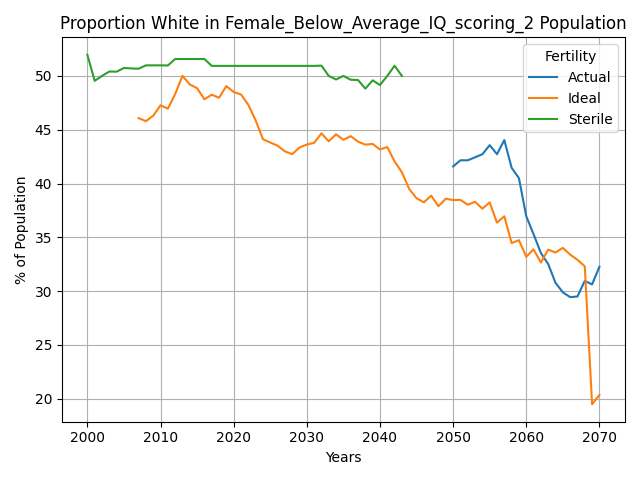 Proportion White in Female_Below_Average_IQ_scoring_2 Population
Fertility
Actual
Ideal
Sterile
% of Population
50
45
40
35
30
25
20
2000 2010 2020 2030 2040 2050 2060 2070
Years